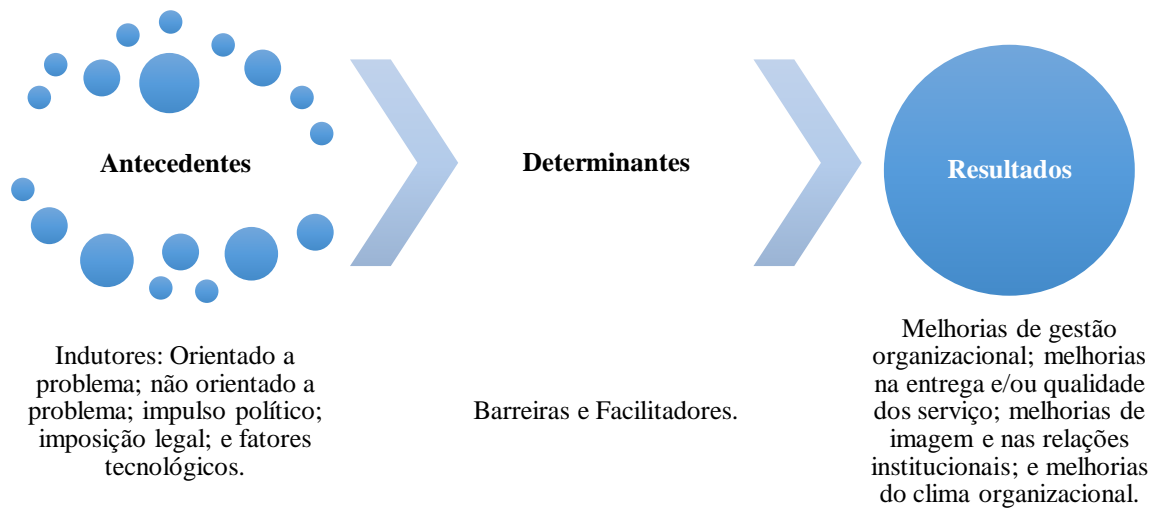 Antecedentes
Determinantes
Resultados
Indutores: Orientado a
problema; não orientado a
problema; impulso político;
imposição legal; e fatores
tecnológicos.
Barreiras e Facilitadores.
Melhorias de gestão
organizacional; melhorias
na entrega e/ou qualidade
dos serviço; melhorias de
imagem e nas relações
institucionais; e melhorias
do clima organizacional.